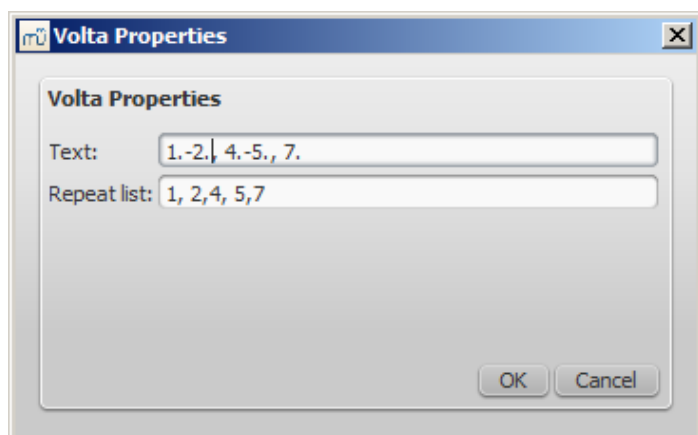 mü Volta Properties
Volta Properties
Text: 1.-2., 4.-5., 7.
Repeat list: 1, 2,4, 5,7
OK Cancel